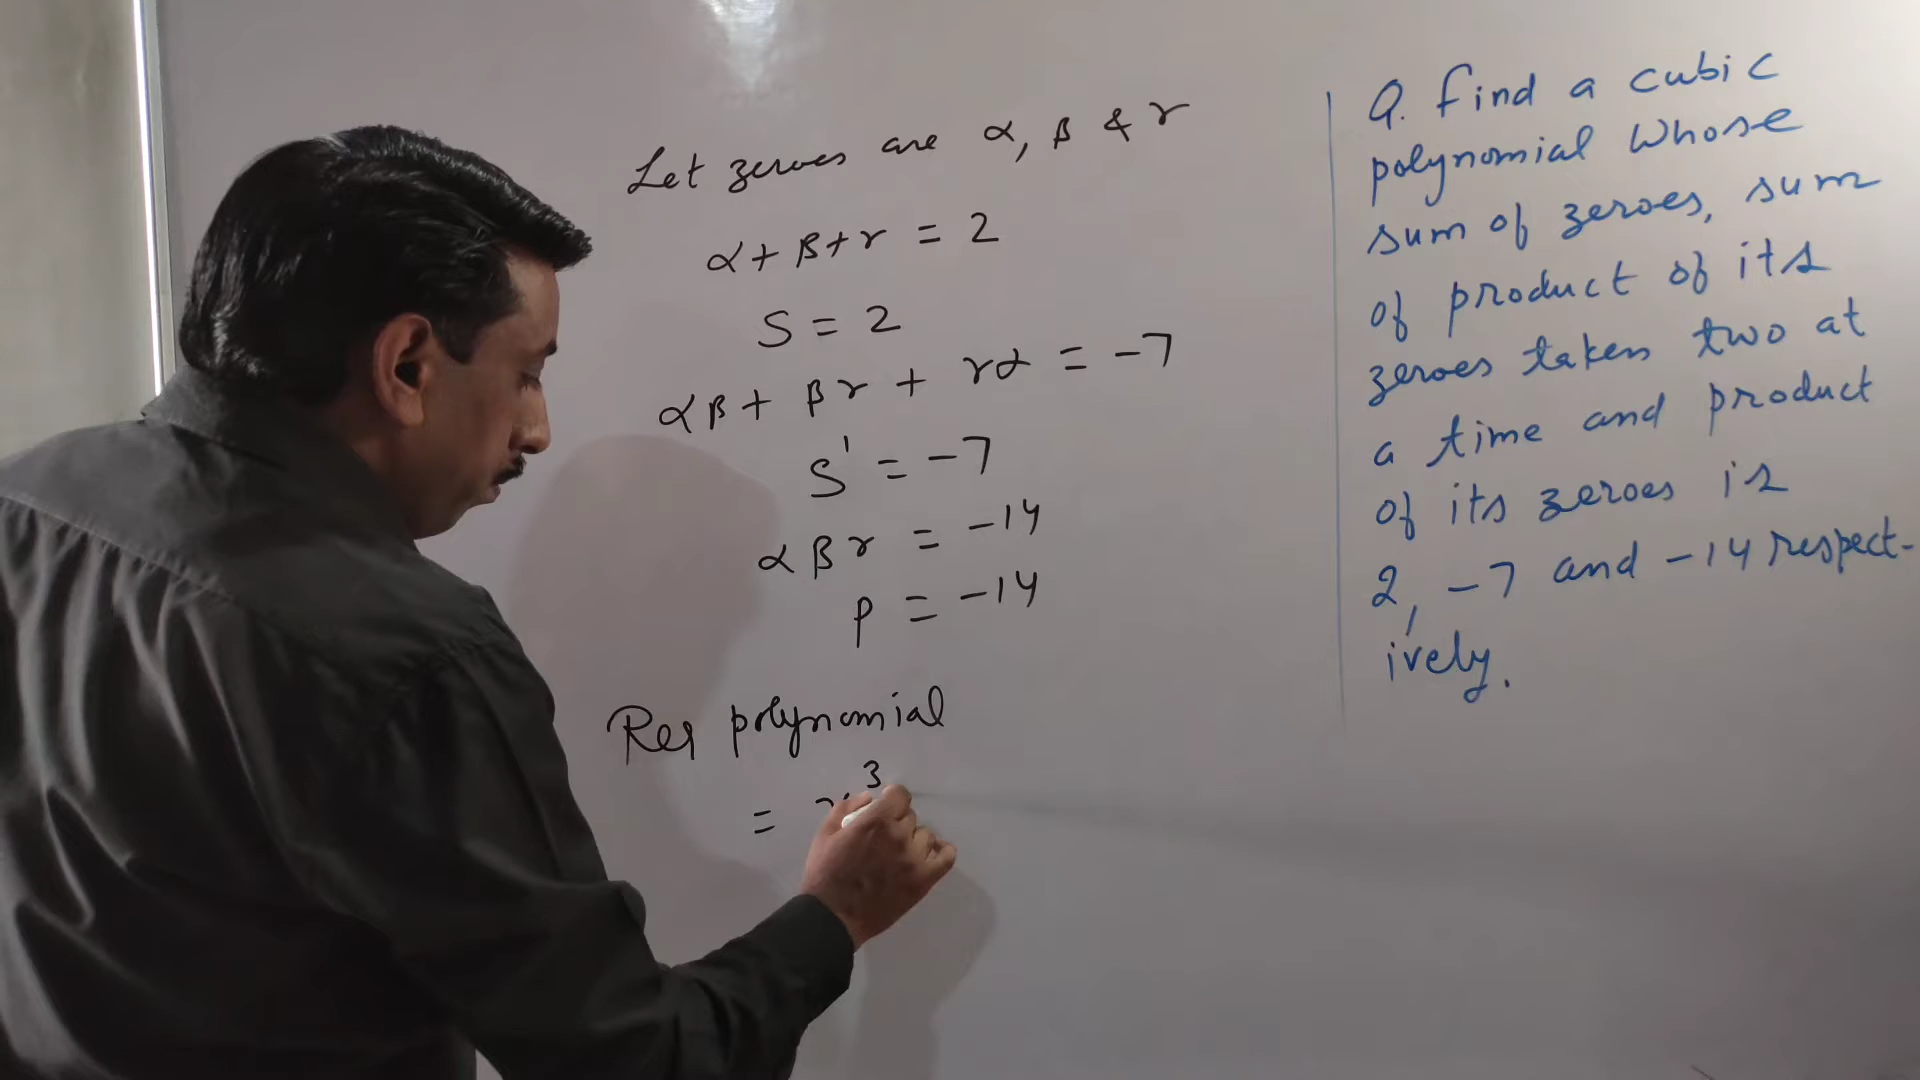 Let zeroes are α, β & γ
α + β + γ = 2
S = 2
αβ + βγ + γα = -7
S' = -7
αβγ = -14
P = -14
Req polynomial
= x³
Q. Find a cubic
polynomial whose
sum of zeroes, sum
of product of its
zeroes taken two at
a time and product
of its zeroes is
2, -7 and -14 respect-
ively.